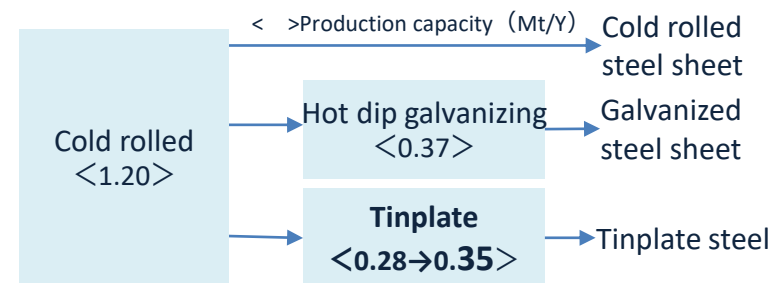 ＜　＞Production capacity（Mt/Y）
Cold rolled
steel sheet
Cold rolled
＜1.20＞
Hot dip galvanizing
＜0.37＞
Galvanized
steel sheet
Tinplate
＜0.28→0.35＞
Tinplate steel